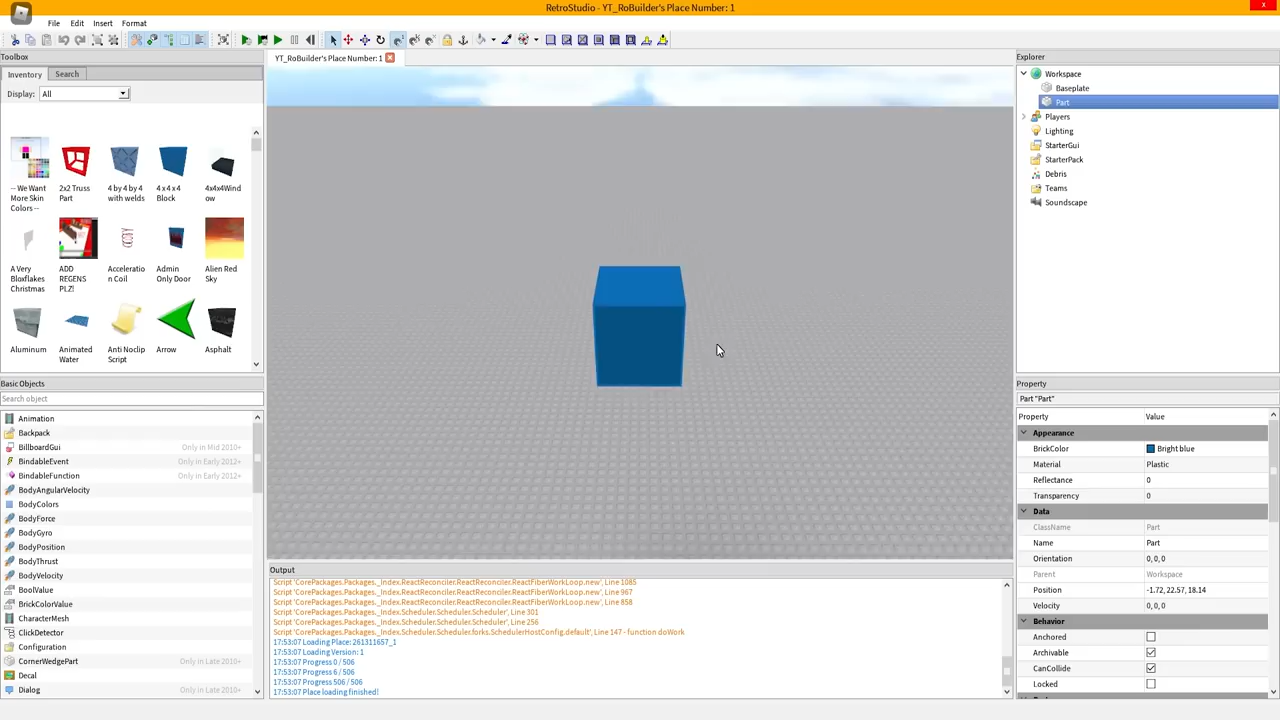 RetroStudio - YT_RoBuilder's Place Number: 1
x
File Edit Insert Format
Toolbox
YT_RoBuilder's Place Number: 1
Explorer
Inventory Search
Display: All
-- We Want More Skin Colors --
2x2 Truss Part
4 by 4 by 4 with welds
4 x 4 x 4 Block
4x4x4Window
A Very Bloxflakes Christmas
ADD REGENS PLZ!
Acceleration Coil
Admin Only Door
Alien Red Sky
Aluminum
Animated Water
Anti Noclip Script
Arrow
Asphalt
Workspace
Baseplate
Part
Players
Lighting
StarterGui
StarterPack
Debris
Teams
Soundscape
Basic Objects
Search object
Animation
Backpack
BillboardGui Only in Mid 2010+
BindableEvent Only in Early 2012+
BindableFunction Only in Early 2012+
BodyAngularVelocity
BodyColors
BodyForce
BodyGyro
BodyPosition
BodyThrust
BodyVelocity
BoolValue
BrickColorValue
CharacterMesh
ClickDetector
Configuration
CornerWedgePart Only in Late 2010+
Decal
Dialog Only in Late 2010+
Output
Script 'CorePackages.Packages._Index.ReactReconciler.ReactReconciler.ReactFiberWorkLoop.new', Line 1085
Script 'CorePackages.Packages._Index.ReactReconciler.ReactReconciler.ReactFiberWorkLoop.new', Line 967
Script 'CorePackages.Packages._Index.ReactReconciler.ReactReconciler.ReactFiberWorkLoop.new', Line 858
Script 'CorePackages.Packages._Index.Scheduler.Scheduler.Scheduler', Line 301
Script 'CorePackages.Packages._Index.Scheduler.Scheduler.Scheduler', Line 256
Script 'CorePackages.Packages._Index.Scheduler.Scheduler.forks.SchedulerHostConfig.default', Line 147 - function doWork
17:53:07 Loading Place: 261311657_1
17:53:07 Loading Version: 1
17:53:07 Progress 0 / 506
17:53:07 Progress 6 / 506
17:53:07 Progress 506 / 506
17:53:07 Place loading finished!
Property
Part "Part"
Property Value
Appearance
BrickColor Bright blue
Material Plastic
Reflectance 0
Transparency 0
Data
ClassName Part
Name Part
Orientation 0, 0, 0
Parent Workspace
Position -1.72, 22.57, 18.14
Velocity 0, 0, 0
Behavior
Anchored
Archivable
CanCollide
Locked